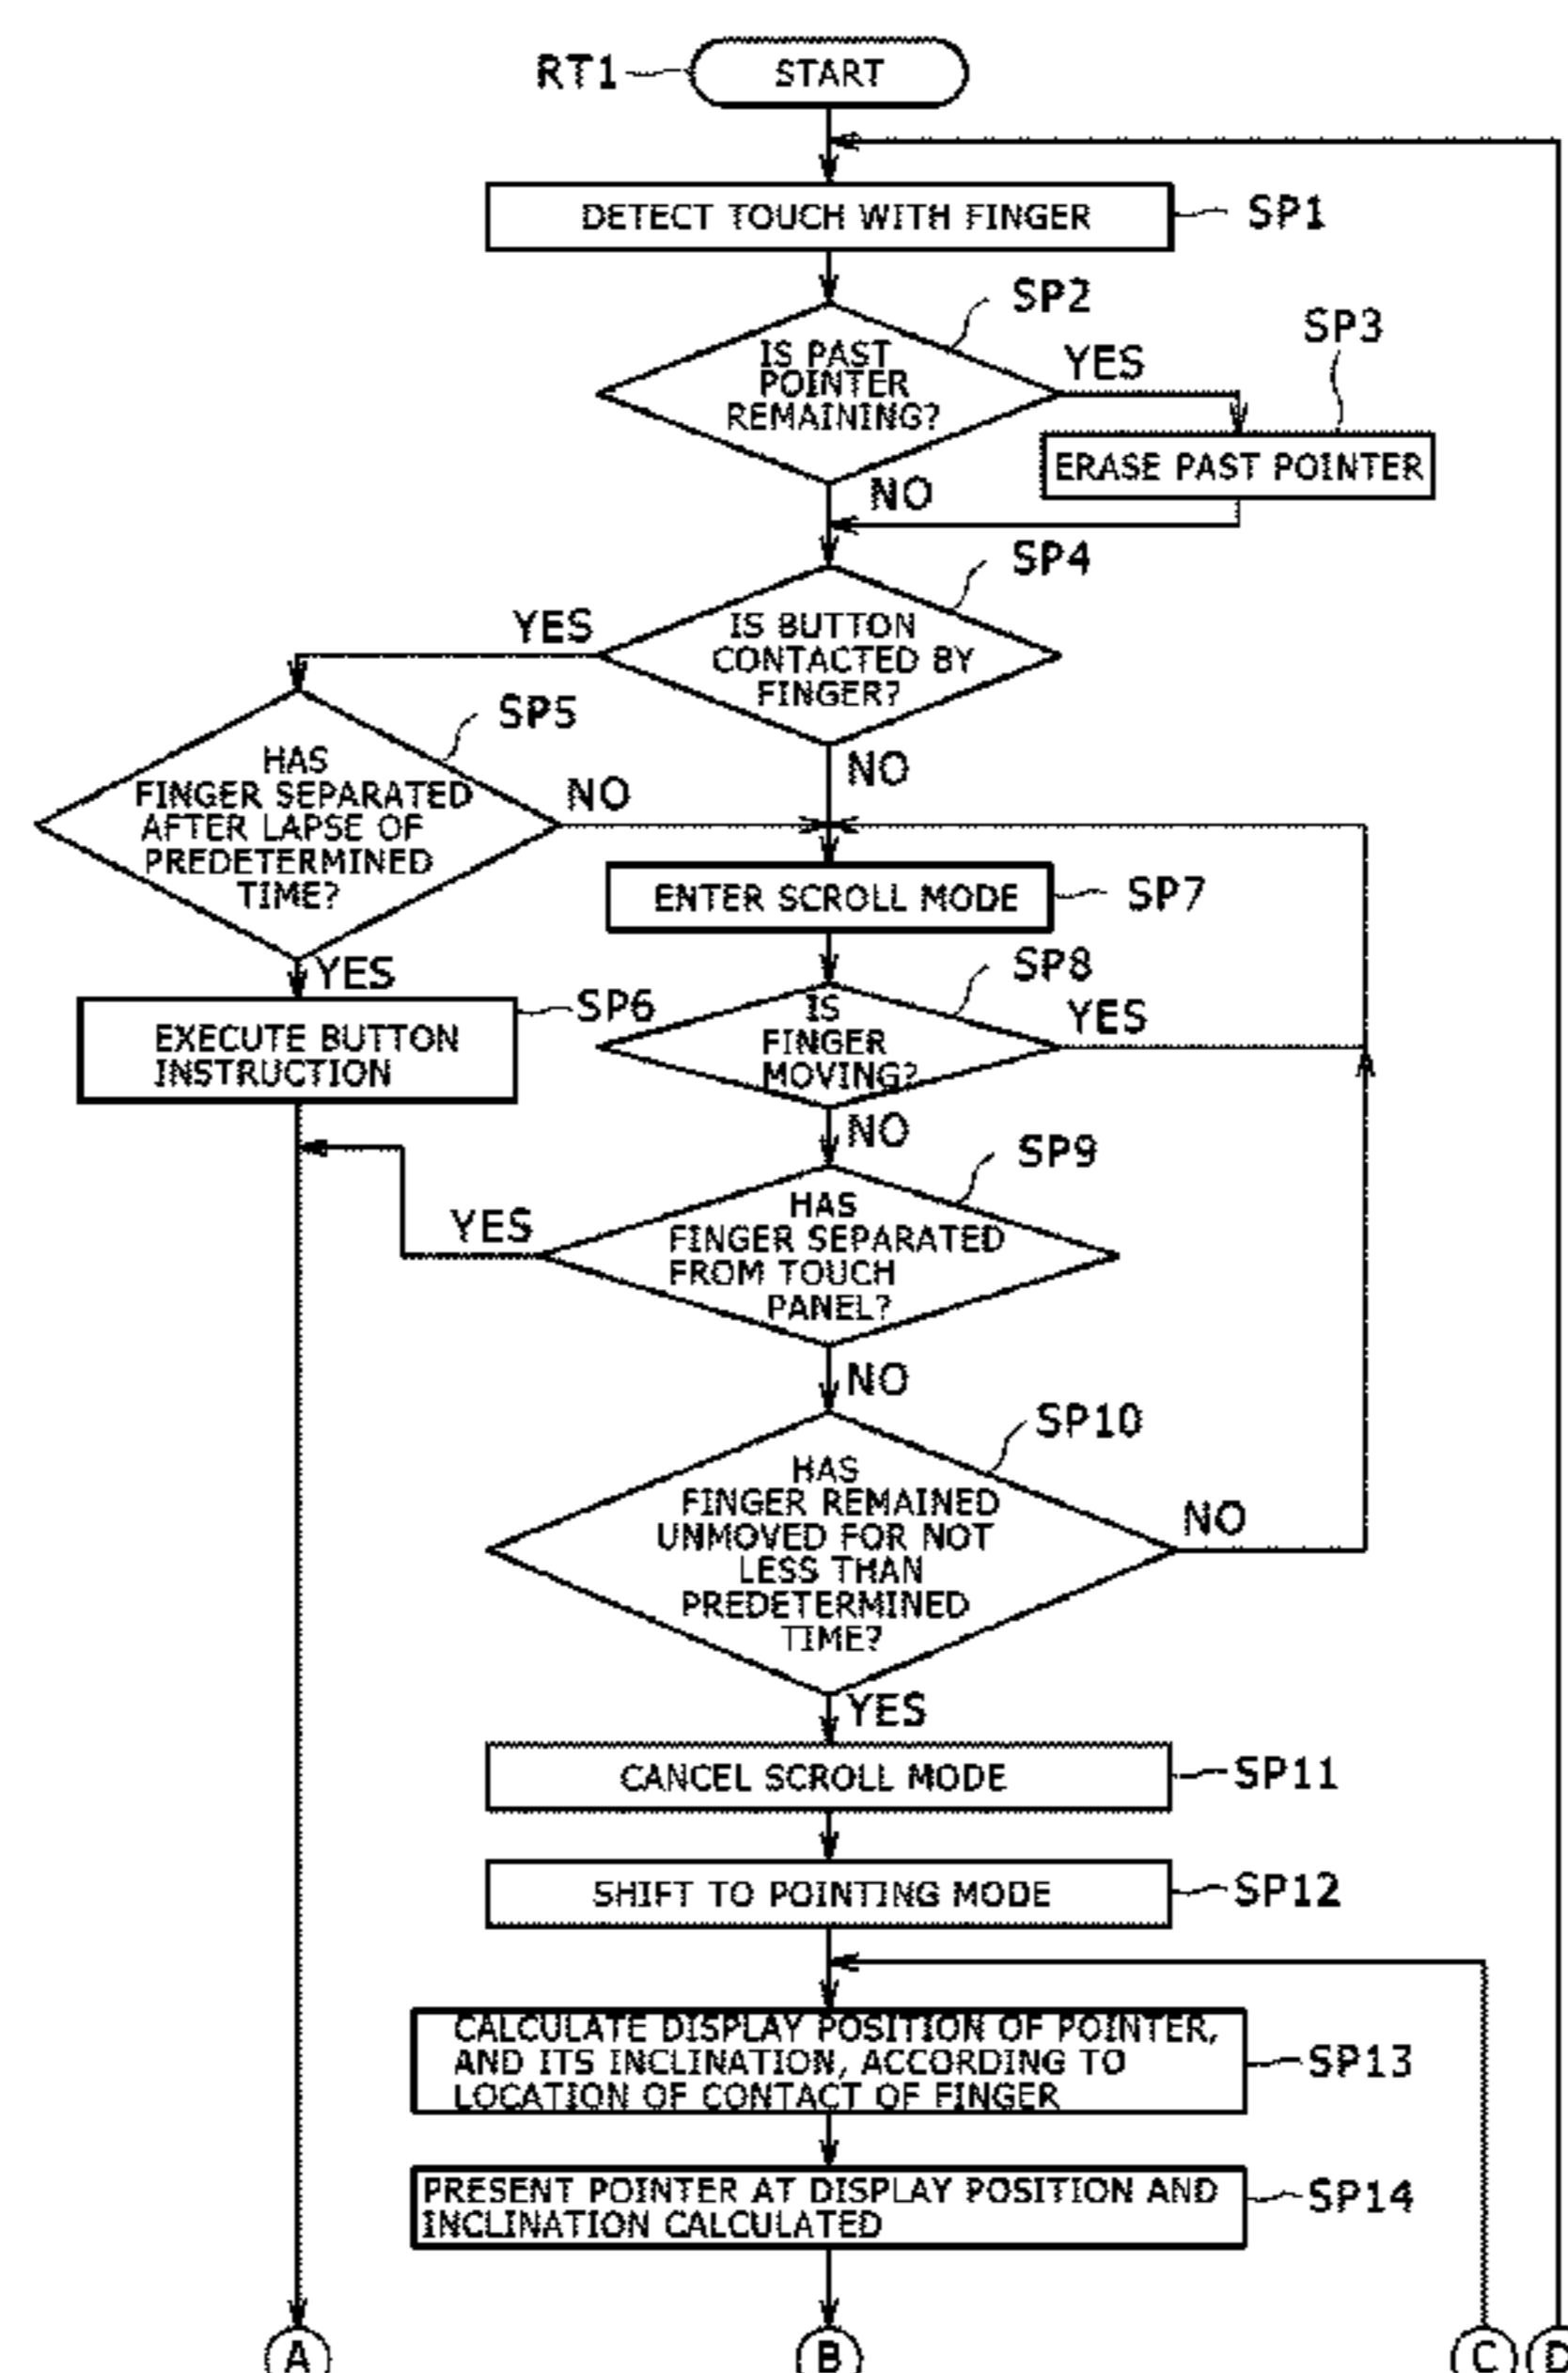 RT1
START
DETECT TOUCH WITH FINGER
SP1
SP2
IS PAST
POINTER
REMAINING?
YES
SP3
ERASE PAST POINTER
NO
SP4
IS BUTTON
CONTACTED BY
FINGER?
YES
SP5
HAS
FINGER SEPARATED
AFTER LAPSE OF
PREDETERMINED
TIME?
NO
NO
ENTER SCROLL MODE
SP7
YES
SP6
EXECUTE BUTTON
INSTRUCTION
SP8
IS
FINGER
MOVING?
YES
NO
SP9
HAS
FINGER SEPARATED
FROM TOUCH
PANEL?
YES
NO
SP10
HAS
FINGER REMAINED
UNMOVED FOR NOT
LESS THAN
PREDETERMINED
TIME?
NO
YES
CANCEL SCROLL MODE
SP11
SHIFT TO POINTING MODE
SP12
CALCULATE DISPLAY POSITION OF POINTER,
AND ITS INCLINATION, ACCORDING TO
LOCATION OF CONTACT OF FINGER
SP13
PRESENT POINTER AT DISPLAY POSITION AND
INCLINATION CALCULATED
SP14
A
B
C
D